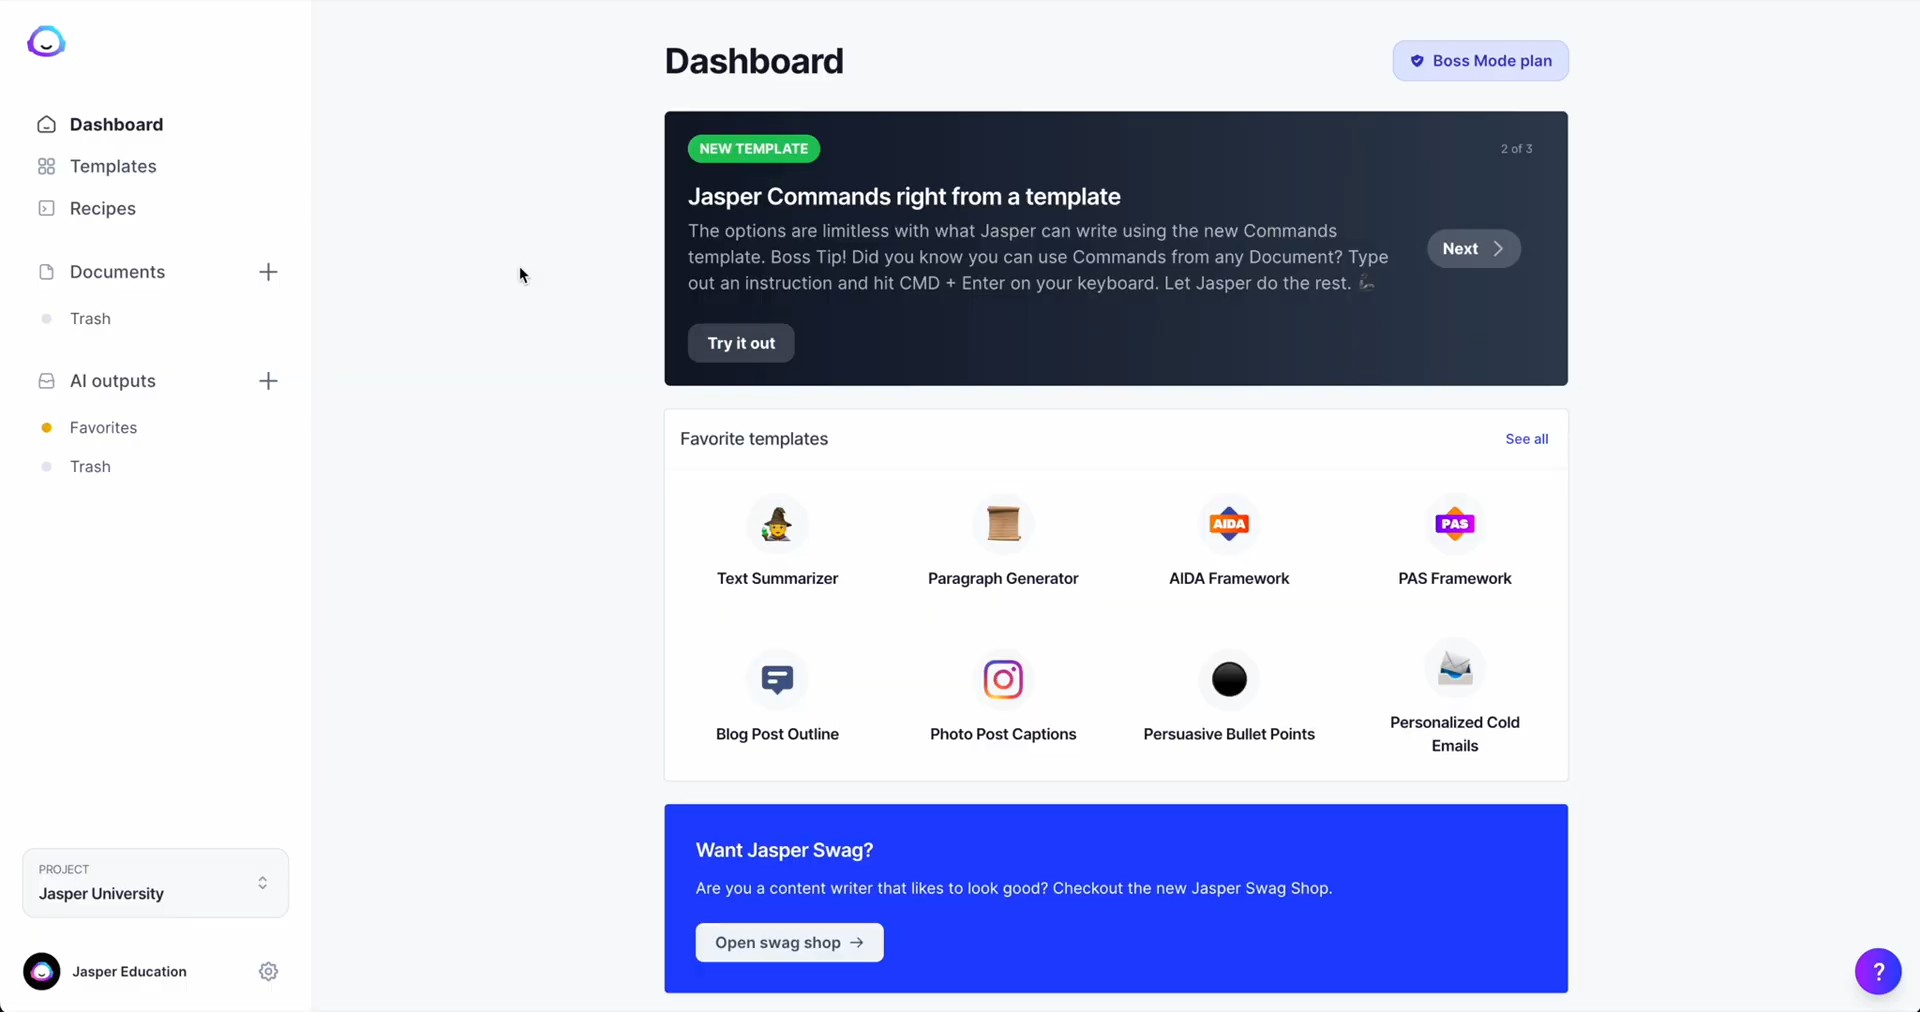 Dashboard
Templates
Recipes
Documents
Trash
AI outputs
Favorites
Trash
PROJECT
Jasper University
Jasper Education
Dashboard
Boss Mode plan
NEW TEMPLATE
2 of 3
Jasper Commands right from a template
The options are limitless with what Jasper can write using the new Commands
template. Boss Tip! Did you know you can use Commands from any Document? Type
out an instruction and hit CMD + Enter on your keyboard. Let Jasper do the rest. 🦾
Next
Try it out
Favorite templates
See all
Text Summarizer
Paragraph Generator
AIDA
AIDA Framework
PAS
PAS Framework
Blog Post Outline
Photo Post Captions
Persuasive Bullet Points
Personalized Cold
Emails
Want Jasper Swag?
Are you a content writer that likes to look good? Checkout the new Jasper Swag Shop.
Open swag shop →
?